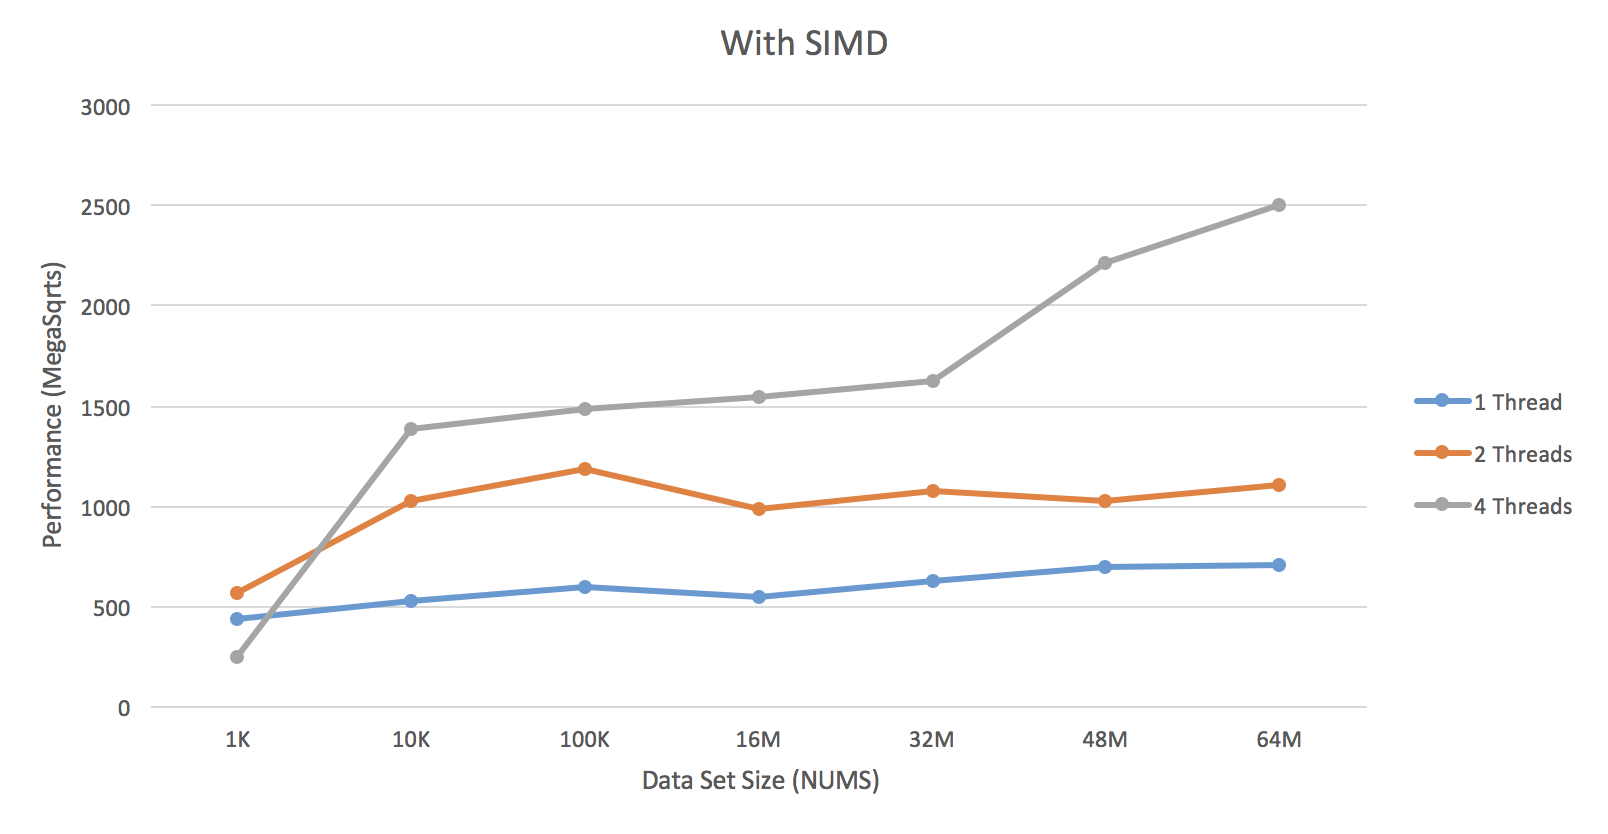 With SIMD
3000
2500
2000
1500
1000
500
0
Performance (MegaSqrts)
1K 10K 100K 16M 32M 48M 64M
Data Set Size (NUMS)
1 Thread
2 Threads
4 Threads